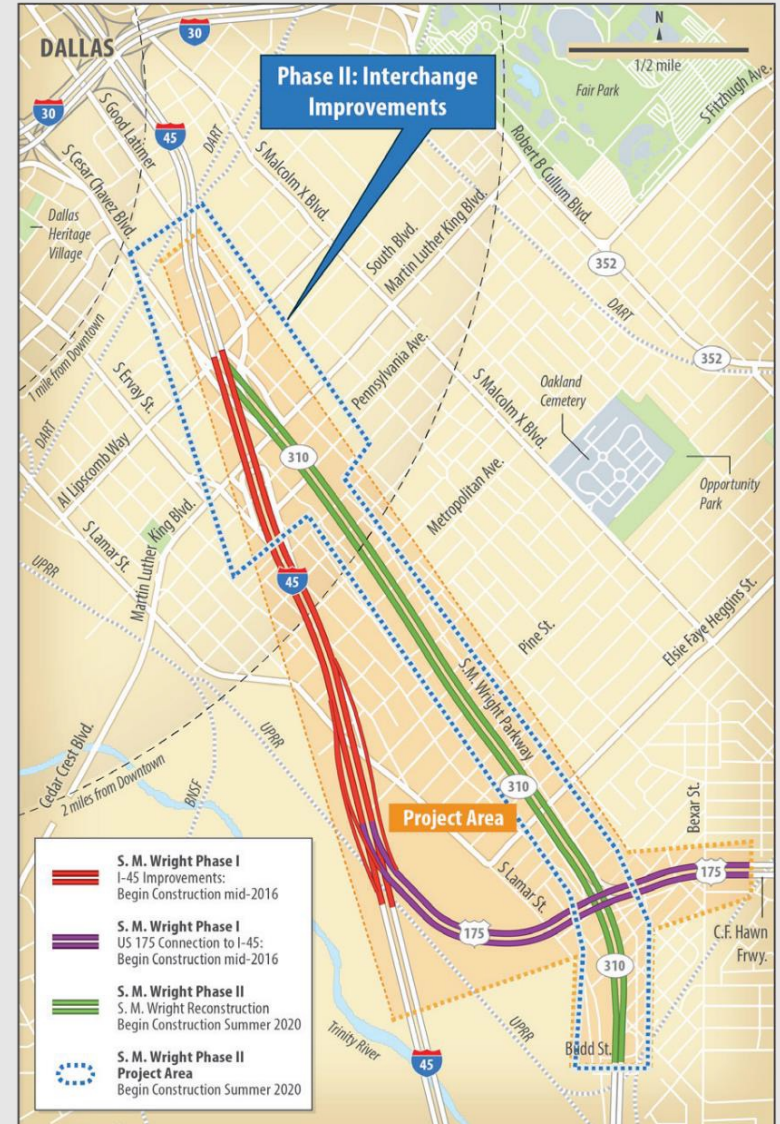 DALLAS
30
N
1/2 mile
Fair Park
S Fitzhugh Ave.
Phase II: Interchange
Improvements
30
45
S Good Latimer
DART
S Malcolm X Blvd.
Robert B Cullum Blvd.
S Cesar Chavez Blvd.
Dallas
Heritage
Village
South Blvd.
Martin Luther King Blvd.
352
DART
352
1 mile from Downtown
S Ervay St.
Pennsylvania Ave.
S Malcolm X Blvd.
Oakland
Cemetery
DART
Al Lipscomb Way
310
Metropolitan Ave.
Opportunity
Park
S Lamar St.
Martin Luther King Blvd.
UPRR
45
Pine St.
Elsie Faye Heggins St.
S.M. Wright Parkway
UPRR
Cedar Crest Blvd.
2 miles from Downtown
BNSF
310
Bexar St.
Project Area
S Lamar St.
175
175
C.F. Hawn
Frwy.
310
UPRR
Budd St.
Trinity River
45
S. M. Wright Phase I
I-45 Improvements:
Begin Construction mid-2016
S. M. Wright Phase I
US 175 Connection to I-45:
Begin Construction mid-2016
S. M. Wright Phase II
S. M. Wright Reconstruction
Begin Construction Summer 2020
S. M. Wright Phase II
Project Area
Begin Construction Summer 2020